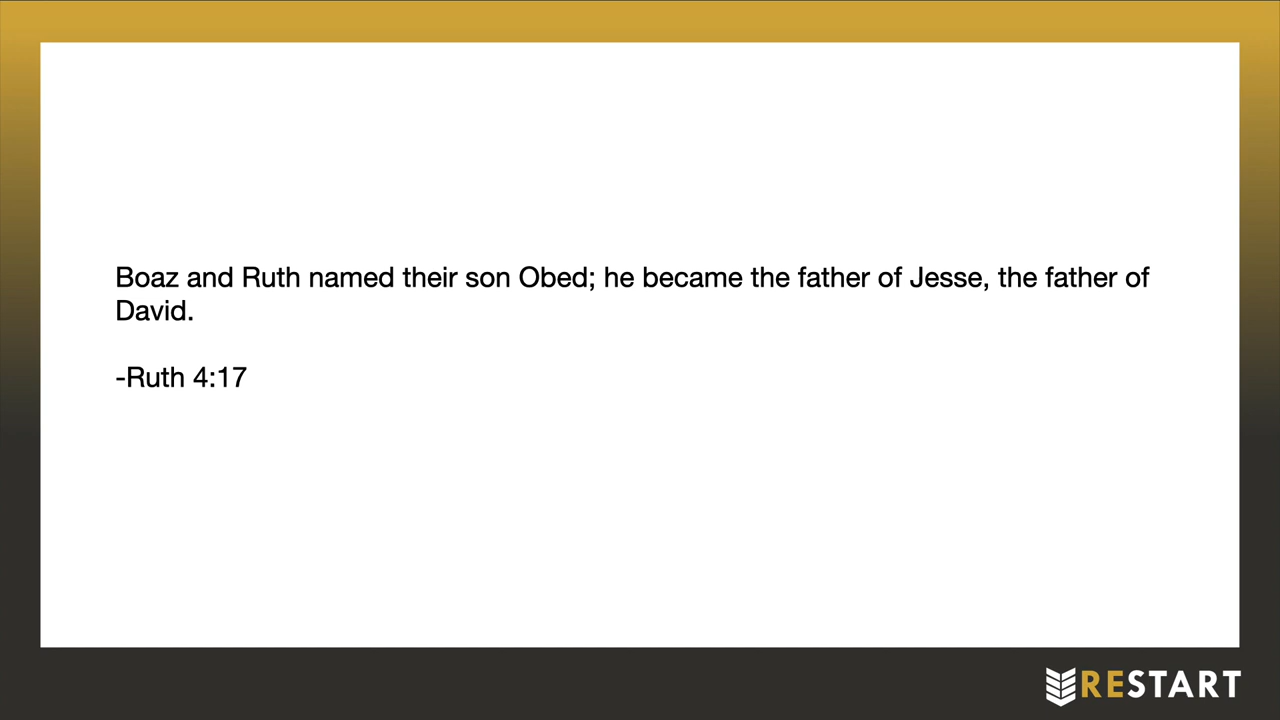 Boaz and Ruth named their son Obed; he became the father of Jesse, the father of
David.
-Ruth 4:17
RESTART